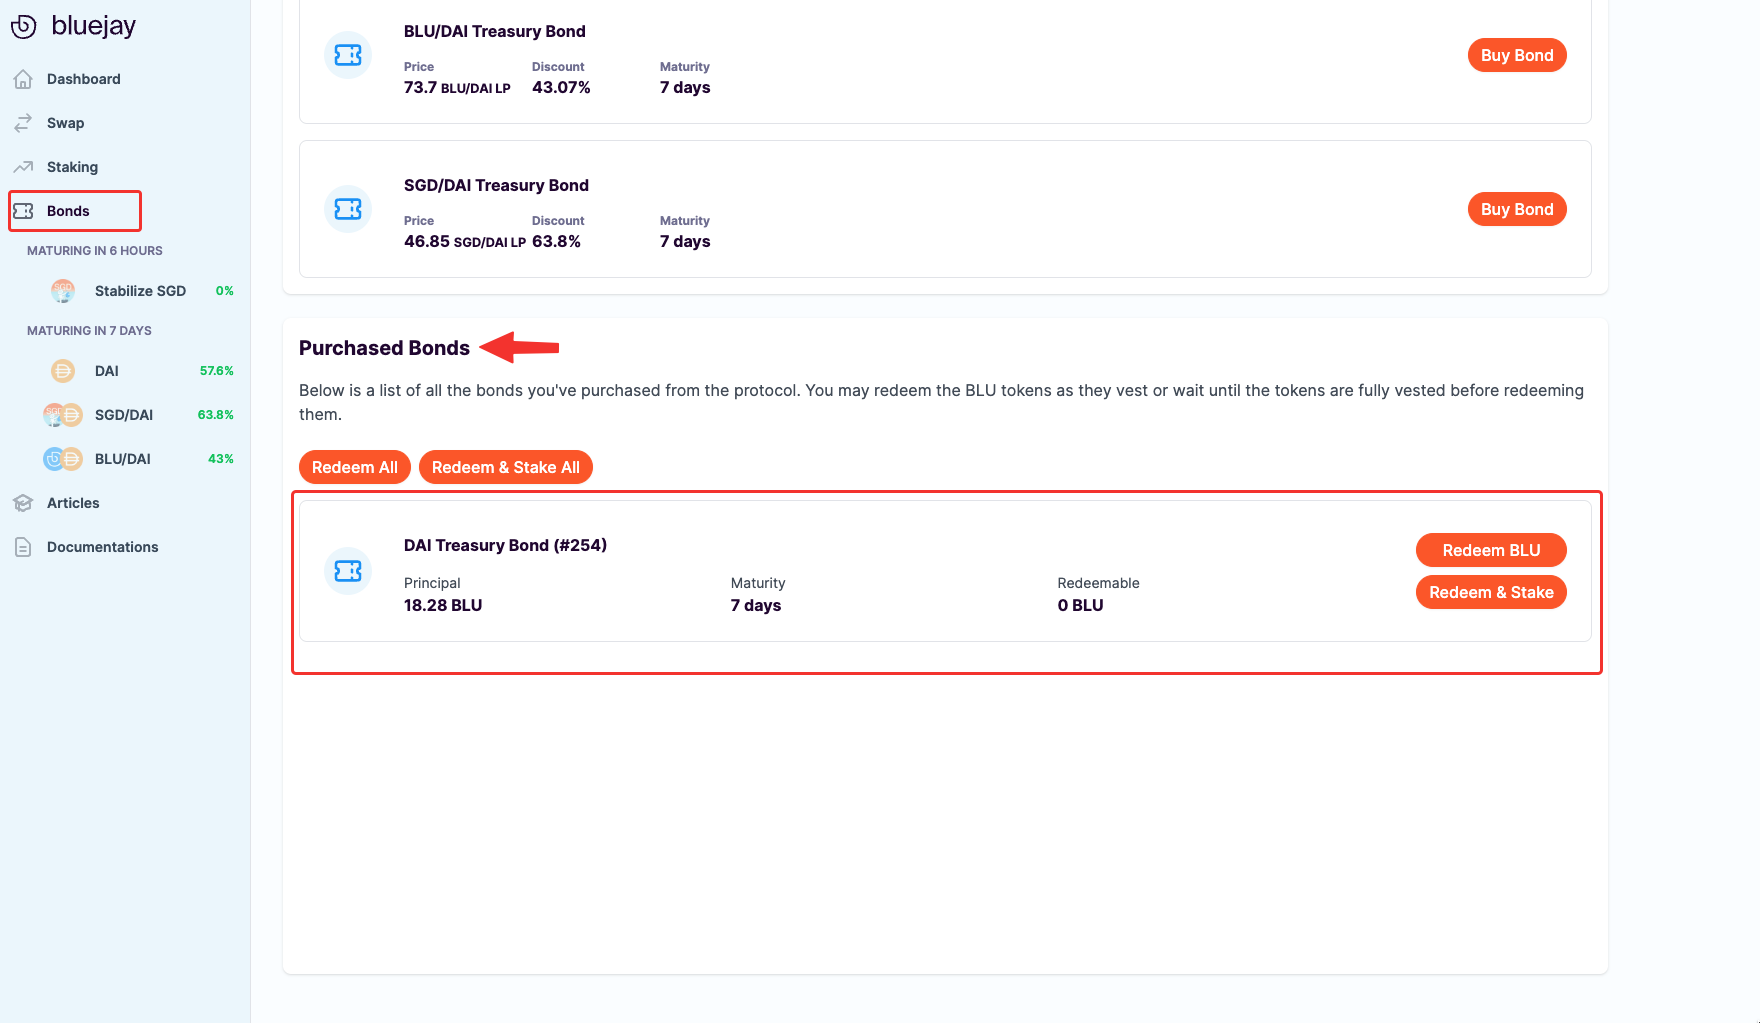 bluejay
Dashboard
Swap
Staking
Bonds
MATURING IN 6 HOURS
Stabilize SGD 0%
MATURING IN 7 DAYS
DAI 57.6%
SGD/DAI 63.8%
BLU/DAI 43%
Articles
Documentations
BLU/DAI Treasury Bond
Price Discount Maturity
73.7 BLU/DAI LP 43.07% 7 days
Buy Bond
SGD/DAI Treasury Bond
Price Discount Maturity
46.85 SGD/DAI LP 63.8% 7 days
Buy Bond
Purchased Bonds
Below is a list of all the bonds you've purchased from the protocol. You may redeem the BLU tokens as they vest or wait until the tokens are fully vested before redeeming
them.
Redeem All Redeem & Stake All
DAI Treasury Bond (#254)
Principal Maturity Redeemable
18.28 BLU 7 days 0 BLU
Redeem BLU
Redeem & Stake